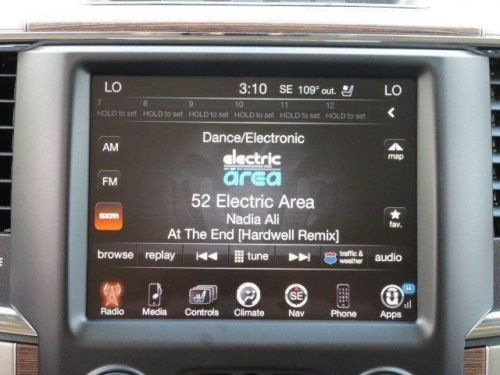 LO 3:10 SE 109° out. LO
7 8 9 10 11 12
HOLD to set HOLD to set HOLD to set HOLD to set HOLD to set HOLD to set
Dance/Electronic
AM
electric
area
map
FM
52 Electric Area
Nadia Ali
sxm
At The End [Hardwell Remix]
fav.
browse replay tune traffic & weather audio
SE
Radio Media Controls Climate Nav Phone Apps